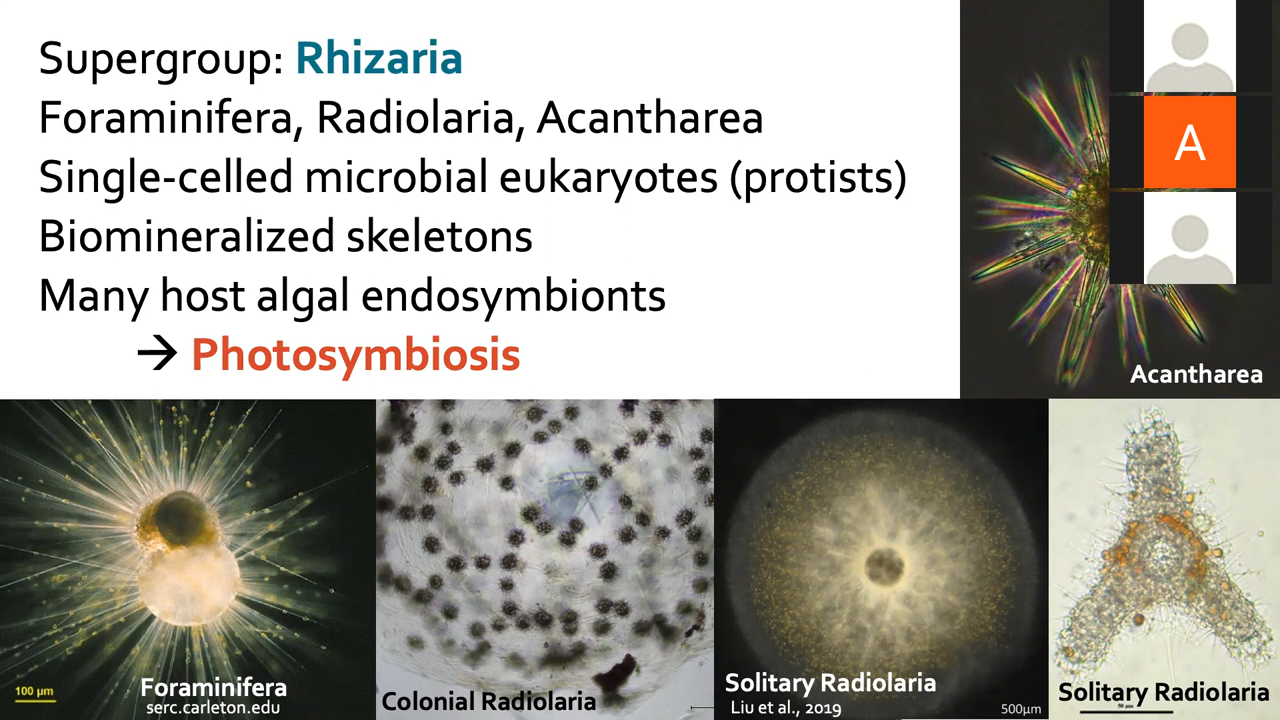 Supergroup: Rhizaria
Foraminifera, Radiolaria, Acantharea
Single-celled microbial eukaryotes (protists)
Biomineralized skeletons
Many host algal endosymbionts
→ Photosymbiosis
A
Acantharea
100 µm
Foraminifera
serc.carleton.edu
Colonial Radiolaria
Solitary Radiolaria
Liu et al., 2019
500µm
Solitary Radiolaria